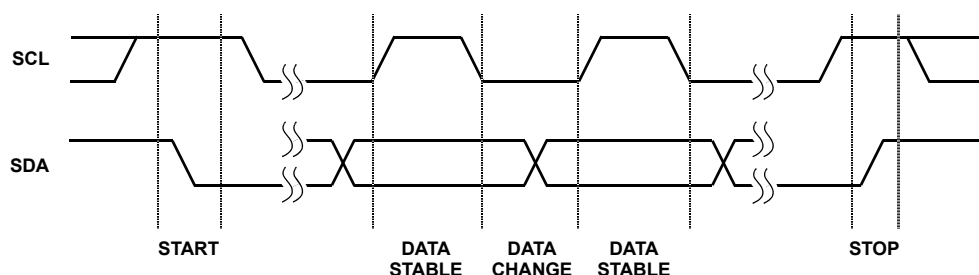 SCL
SDA
START
DATA STABLE
DATA CHANGE
DATA STABLE
STOP